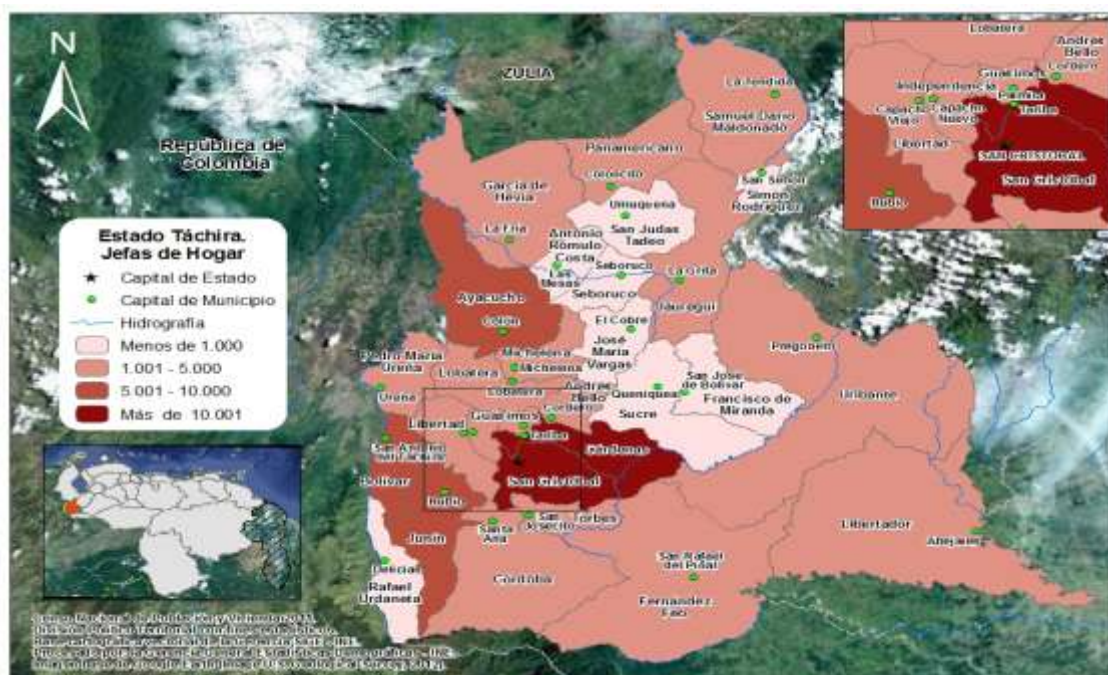 N
ZULIA
República de
Colombia
La Tendida
Samuel Darío
Maldonado
Panamericano
Coloncito
García de
Hevia
Umuquena
San Judas
Tadeo
San Simón
Simón
Rodríguez
La Fría
Antonio
Rómulo
Costa
Las
Mesas
Seboruco
Seboruco
La Grita
Jáuregui
Ayacucho
Colón
El Cobre
José
María
Vargas
Pregonero
Uribante
Pedro María
Ureña
Ureña
Michelena
Michelena
Lobatera
Lobatera
Andrés
Bello
Cordero
San José
de Bolívar
Queniquea
Francisco de
Miranda
Sucre
Guásimos
Libertad
Táriba
Cárdenas
San Cristóbal
Bolívar
Rubio
Junín
Santa
Ana
San
Josecito
Torbes
Libertador
Abejales
San Rafael
del Piñal
Fernández
Feo
Córdoba
Delicias
Rafael
Urdaneta
Estado Táchira.
Jefas de Hogar
Capital de Estado
Capital de Municipio
Hidrografía
Menos de 1.000
1.001 - 5.000
5.001 - 10.000
Más de 10.001
Lobatera
Andrés
Bello
Cordero
Guásimos
Independencia
Palmira
Táriba
Capacho
Viejo
Capacho
Nuevo
Libertad
SAN CRISTÓBAL
San Cristóbal
Rubio